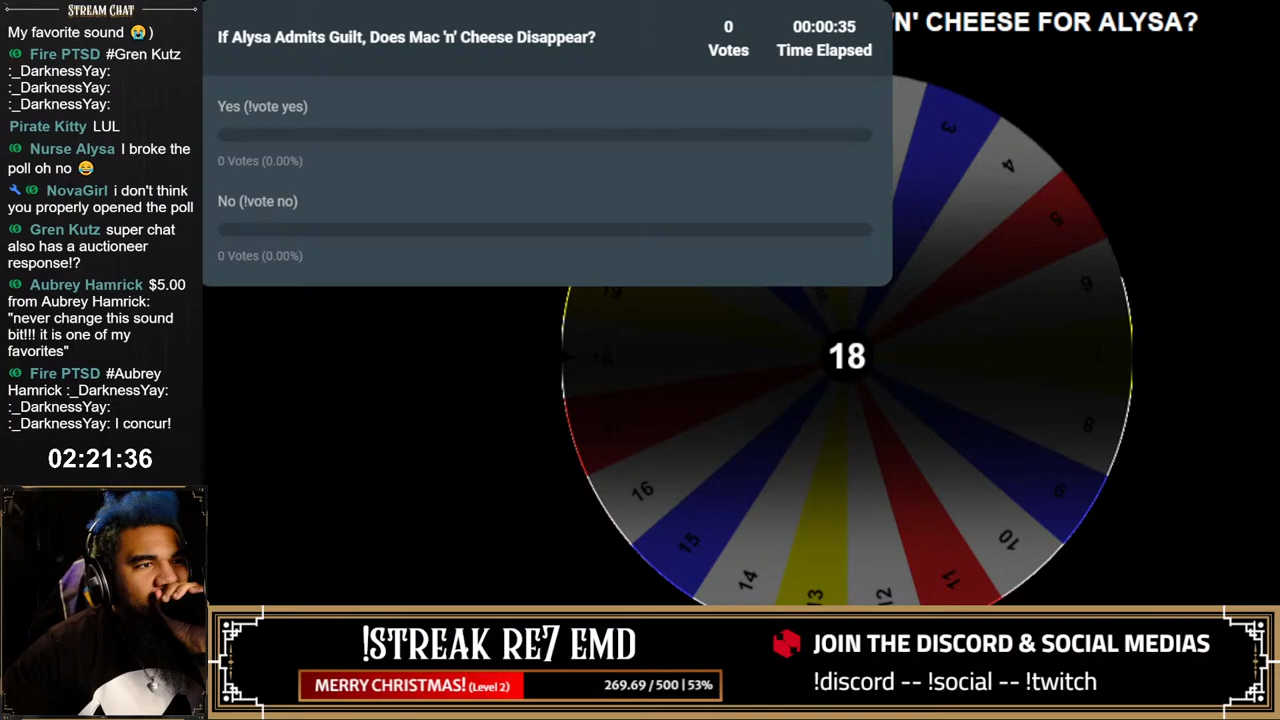 STREAM CHAT
My favorite sound 😭)
Fire PTSD #Gren Kutz
:_DarknessYay:
:_DarknessYay:
:_DarknessYay:
Pirate Kitty LUL
Nurse Alysa I broke the
poll oh no 😂
NovaGirl i don't think
you properly opened the poll
Gren Kutz super chat
also has a auctioneer
response!?
Aubrey Hamrick $5.00
from Aubrey Hamrick:
"never change this sound
bit!!! it is one of my
favorites"
Fire PTSD #Aubrey
Hamrick :_DarknessYay:
:_DarknessYay:
:_DarknessYay: I concur!
02:21:36
If Alysa Admits Guilt, Does Mac 'n' Cheese Disappear?
0
Votes
00:00:35
Time Elapsed
Yes (!vote yes)
0 Votes (0.00%)
No (!vote no)
0 Votes (0.00%)
'N' CHEESE FOR ALYSA?
3
4
5
6
7
8
9
10
11
12
13
14
15
16
19
18
!STREAK RE7 EMD
MERRY CHRISTMAS! (Level 2)
269.69 / 500 | 53%
JOIN THE DISCORD & SOCIAL MEDIAS
!discord -- !social -- !twitch